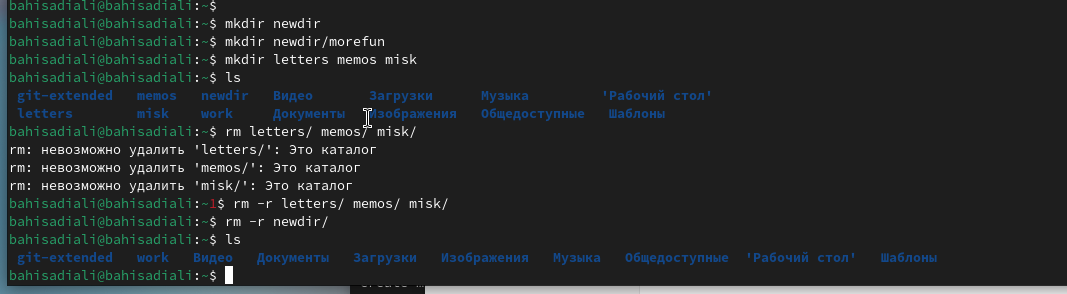 bahisadiali@bahisadiali:~$
bahisadiali@bahisadiali:~$ mkdir newdir
bahisadiali@bahisadiali:~$ mkdir newdir/morefun
bahisadiali@bahisadiali:~$ mkdir letters memos misk
bahisadiali@bahisadiali:~$ ls
git-extended memos newdir Видео Загрузки Музыка 'Рабочий стол'
letters misk work Документы Изображения Общедоступные Шаблоны
bahisadiali@bahisadiali:~$ rm letters/ memos/ misk/
rm: невозможно удалить 'letters/': Это каталог
rm: невозможно удалить 'memos/': Это каталог
rm: невозможно удалить 'misk/': Это каталог
bahisadiali@bahisadiali:~1$ rm -r letters/ memos/ misk/
bahisadiali@bahisadiali:~$ rm -r newdir/
bahisadiali@bahisadiali:~$ ls
git-extended work Видео Документы Загрузки Изображения Музыка Общедоступные 'Рабочий стол' Шаблоны
bahisadiali@bahisadiali:~$